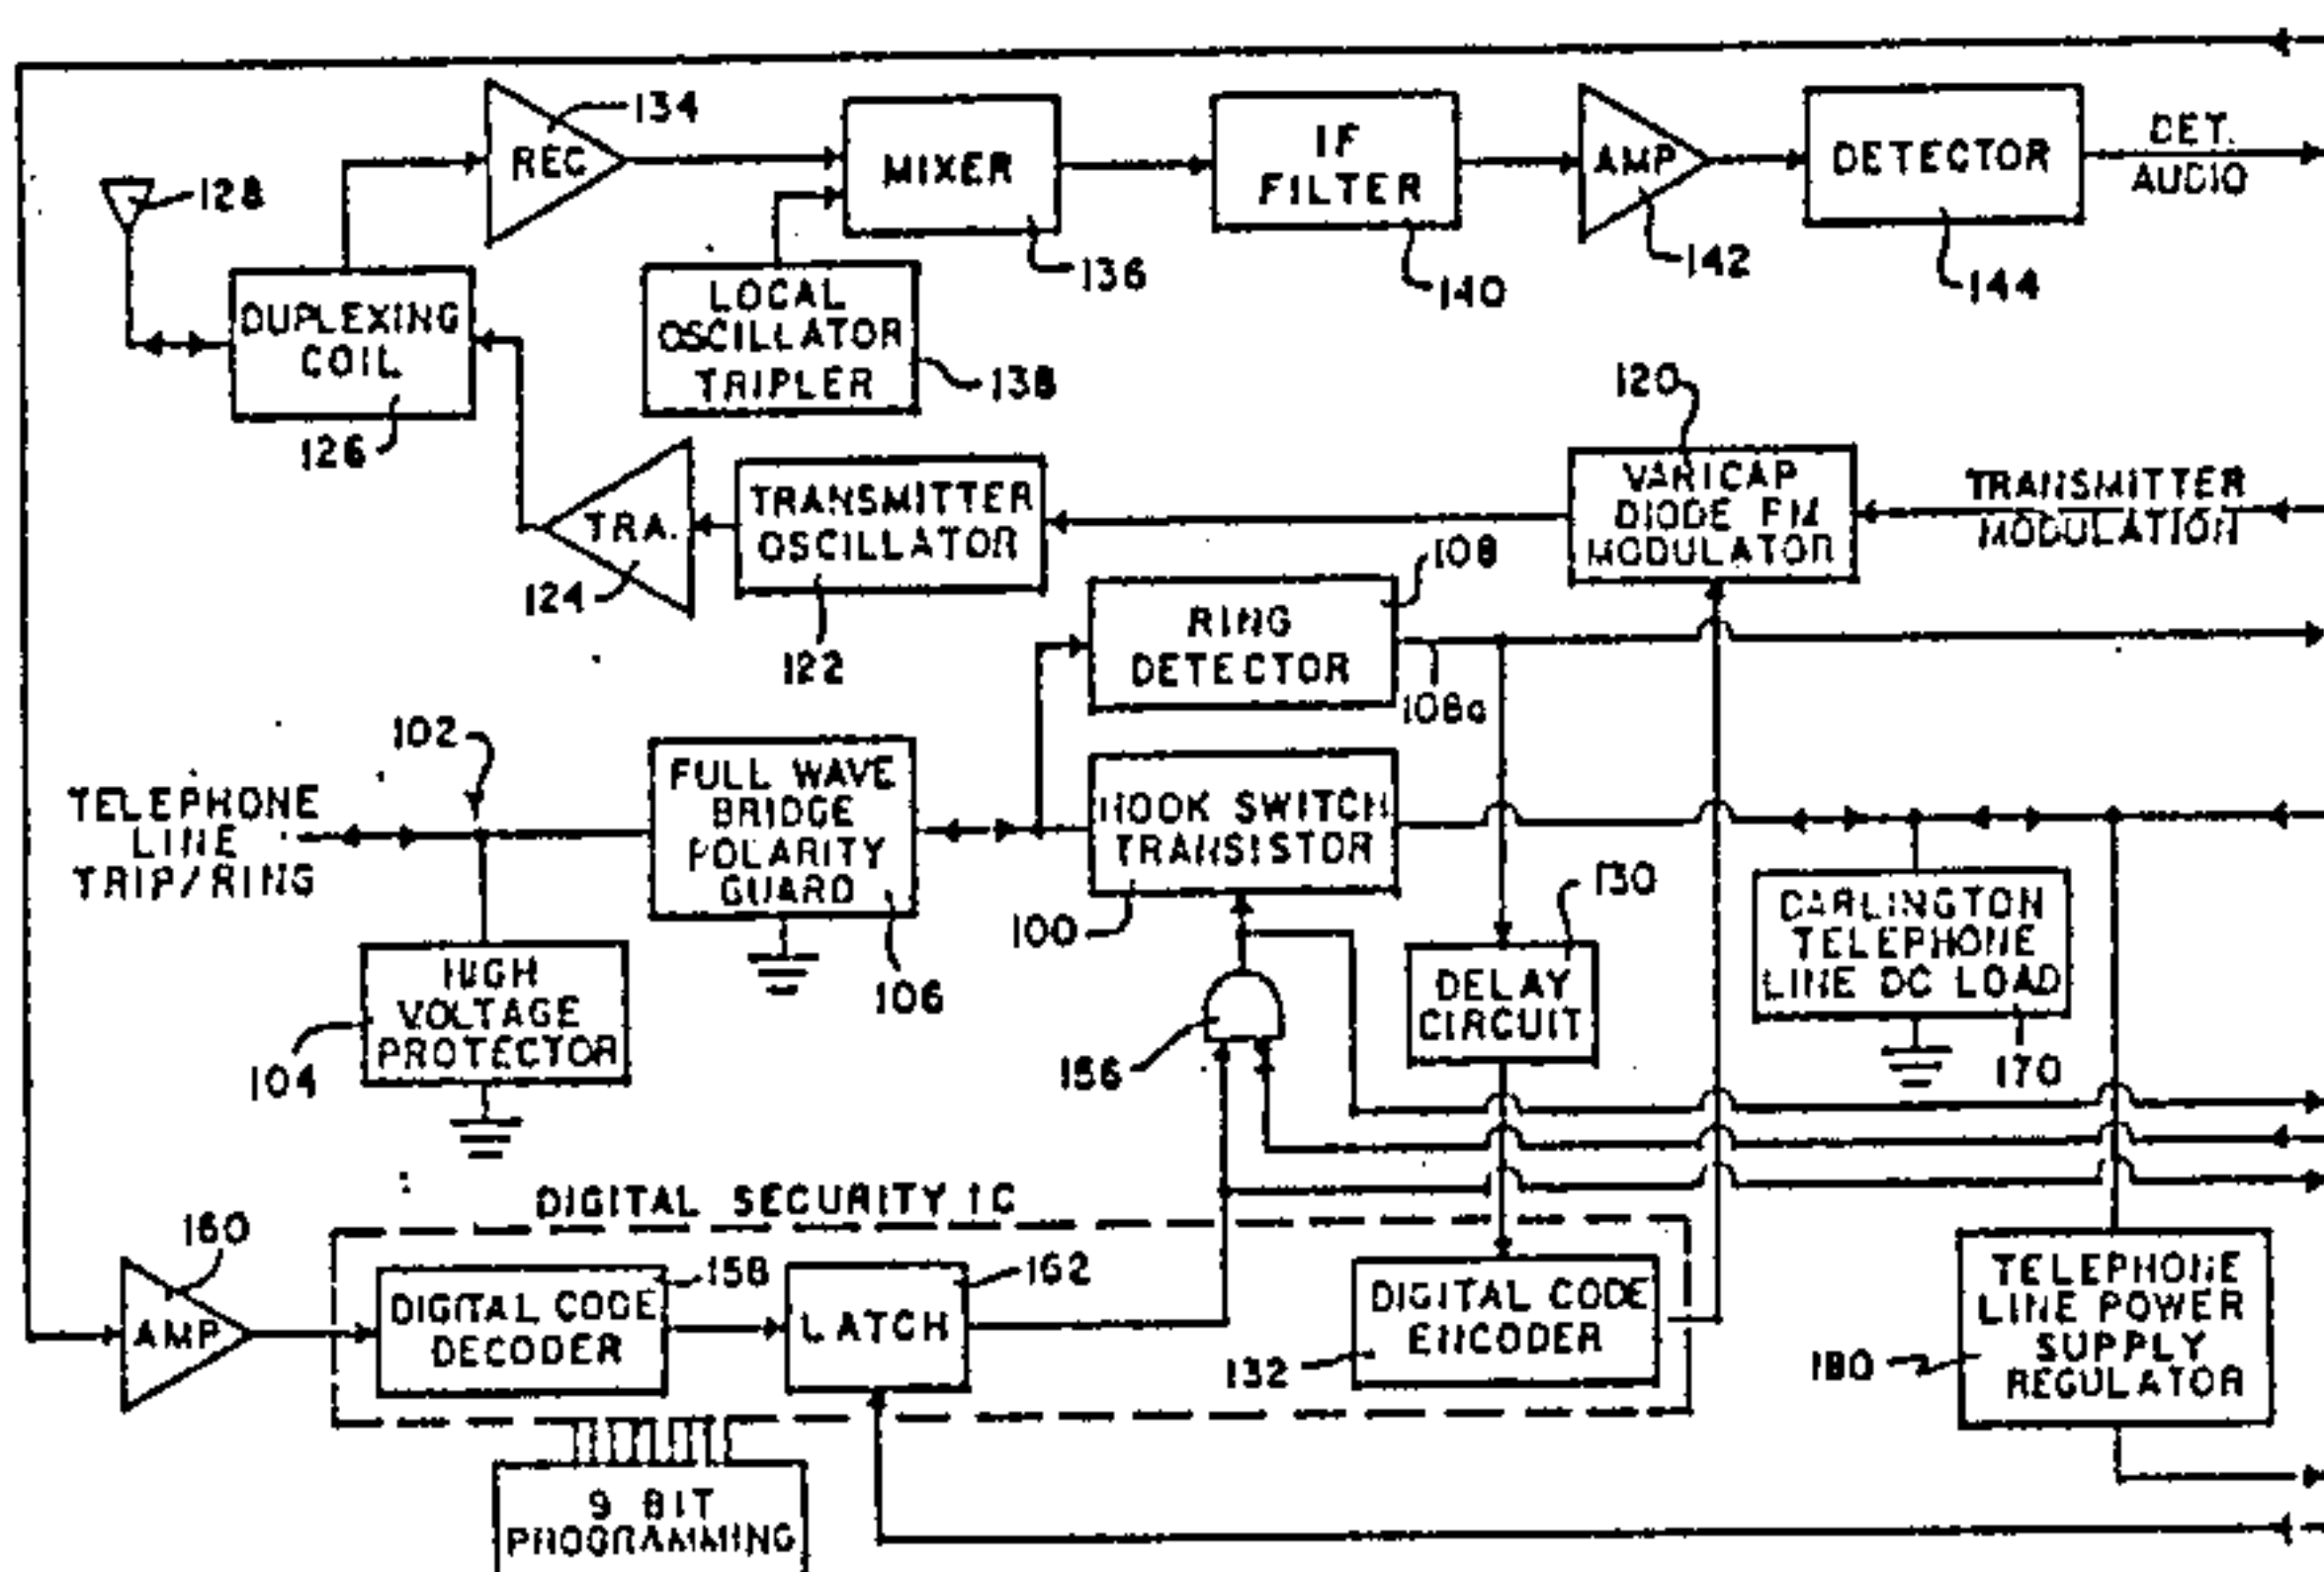 134
REC
MIXER
136
IF
FILTER
140
AMP
142
DETECTOR
144
DET.
AUDIO
128
DUPLEXING
COIL
126
LOCAL
OSCILLATOR
TRIPLER
138
120
VARICAP
DIODE FM
MODULATOR
TRANSMITTER
MODULATION
TRA.
124
TRANSMITTER
OSCILLATOR
122
108
RING
DETECTOR
108a
102
TELEPHONE
LINE
TRIP/RING
FULL WAVE
BRIDGE
POLARITY
GUARD
106
HOOK SWITCH
TRANSISTOR
100
130
DELAY
CIRCUIT
DARLINGTON
TELEPHONE
LINE DC LOAD
170
HIGH
VOLTAGE
PROTECTOR
104
156
DIGITAL SECURITY IC
160
AMP
158
DIGITAL CODE
DECODER
162
LATCH
DIGITAL CODE
ENCODER
132
TELEPHONE
LINE POWER
SUPPLY
REGULATOR
180
9 BIT
PROGRAMMING